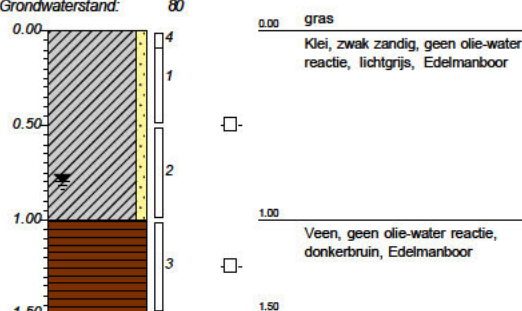 Grondwaterstand: 80
0.00
0.00
gras
4
Klei, zwak zandig, geen olie-water
reactie, lichtgrijs, Edelmanboor
1
0.50
2
1.00
1.00
Veen, geen olie-water reactie,
donkerbruin, Edelmanboor
3
1.50
1.50